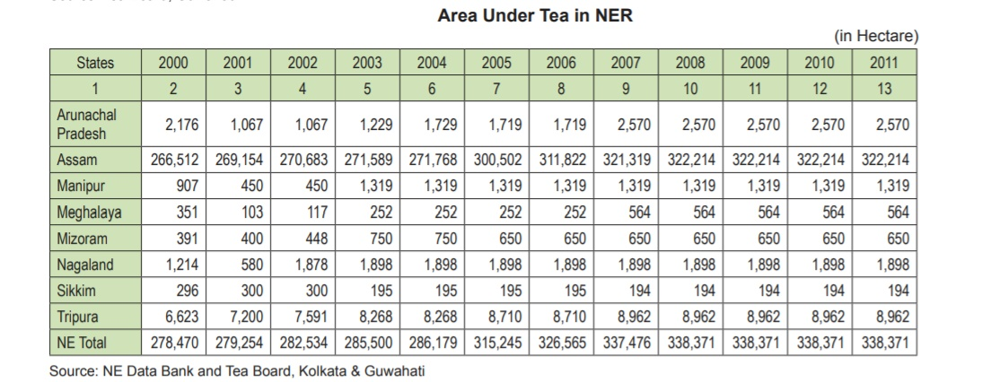 Area Under Tea in NER
(in Hectare)
States 2000 2001 2002 2003 2004 2005 2006 2007 2008 2009 2010 2011
1 2 3 4 5 6 7 8 9 10 11 12 13
Arunachal
Pradesh 2,176 1,067 1,067 1,229 1,729 1,719 1,719 2,570 2,570 2,570 2,570 2,570
Assam 266,512 269,154 270,683 271,589 271,768 300,502 311,822 321,319 322,214 322,214 322,214 322,214
Manipur 907 450 450 1,319 1,319 1,319 1,319 1,319 1,319 1,319 1,319 1,319
Meghalaya 351 103 117 252 252 252 252 564 564 564 564 564
Mizoram 391 400 448 750 750 650 650 650 650 650 650 650
Nagaland 1,214 580 1,878 1,898 1,898 1,898 1,898 1,898 1,898 1,898 1,898 1,898
Sikkim 296 300 300 195 195 195 195 194 194 194 194 194
Tripura 6,623 7,200 7,591 8,268 8,268 8,710 8,710 8,962 8,962 8,962 8,962 8,962
NE Total 278,470 279,254 282,534 285,500 286,179 315,245 326,565 337,476 338,371 338,371 338,371 338,371
Source: NE Data Bank and Tea Board, Kolkata & Guwahati